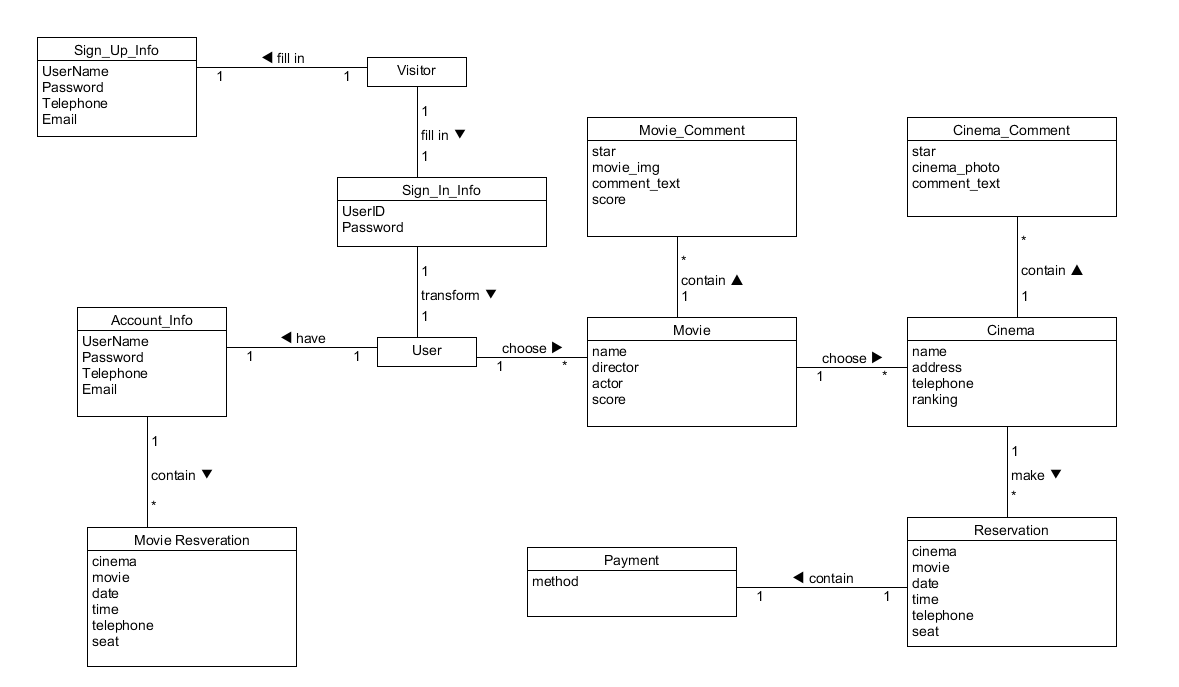 Sign_Up_Info
UserName
Password
Telephone
Email
◀ fill in
1
1
Visitor
1
fill in ▼
1
Sign_In_Info
UserID
Password
1
transform ▼
1
Movie_Comment
star
movie_img
comment_text
score
*
contain ▲
1
Cinema_Comment
star
cinema_photo
comment_text
*
contain ▲
1
Account_Info
UserName
Password
Telephone
Email
◀ have
1
1
User
choose ▶
1
*
Movie
name
director
actor
score
choose ▶
1
*
Cinema
name
address
telephone
ranking
1
contain ▼
*
1
make ▼
*
Movie Resveration
cinema
movie
date
time
telephone
seat
Payment
method
◀ contain
1
1
Reservation
cinema
movie
date
time
telephone
seat